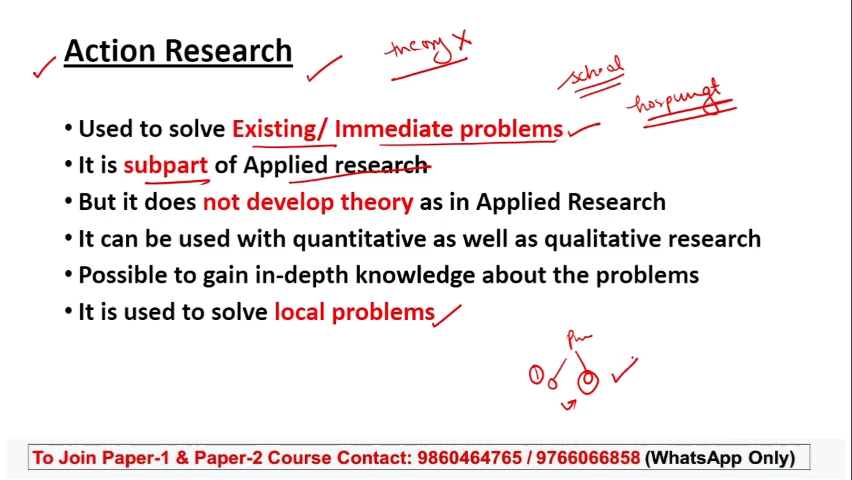 Action Research
theory X
school
• Used to solve Existing/ Immediate problems
• It is subpart of Applied research
• But it does not develop theory as in Applied Research
• It can be used with quantitative as well as qualitative research
• Possible to gain in-depth knowledge about the problems
• It is used to solve local problems
To Join Paper-1 & Paper-2 Course Contact: 9860464765 / 9766066858 (WhatsApp Only)